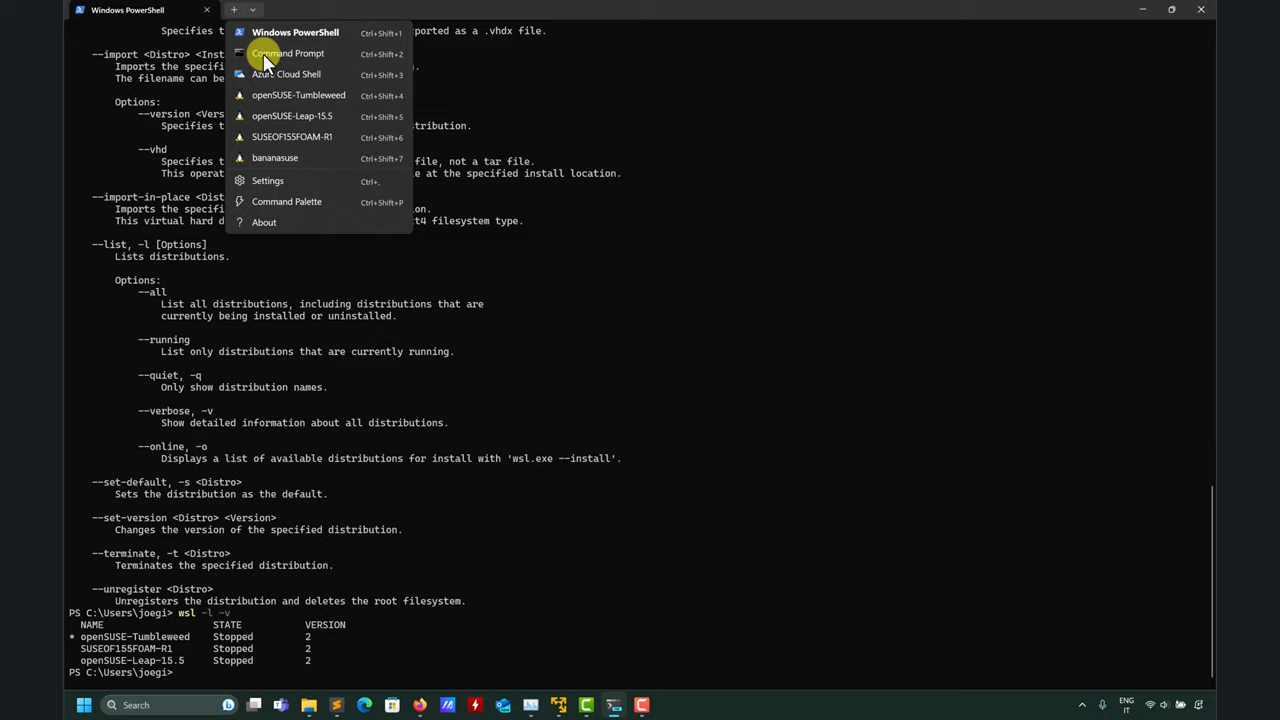 Windows PowerShell
Windows PowerShell Ctrl+Shift+1
Command Prompt Ctrl+Shift+2
Azure Cloud Shell Ctrl+Shift+3
openSUSE-Tumbleweed Ctrl+Shift+4
openSUSE-Leap-15.5 Ctrl+Shift+5
SUSEOF155FOAM-R1 Ctrl+Shift+6
bananasuse Ctrl+Shift+7
Settings Ctrl+,
Command Palette Ctrl+Shift+P
? About
Specifies orted as a .vhdx file.
--import <Distro> <Inst
Imports the specifi
The filename can be
Options:
--version <Vers
Specifies t stribution.
--vhd
Specifies t file, not a tar file.
This operat le at the specified install location.
--import-in-place <Dist
Imports the specifi on.
This virtual hard d t4 filesystem type.
--list, -l [Options]
Lists distributions.
Options:
--all
List all distributions, including distributions that are
currently being installed or uninstalled.
--running
List only distributions that are currently running.
--quiet, -q
Only show distribution names.
--verbose, -v
Show detailed information about all distributions.
--online, -o
Displays a list of available distributions for install with 'wsl.exe --install'.
--set-default, -s <Distro>
Sets the distribution as the default.
--set-version <Distro> <Version>
Changes the version of the specified distribution.
--terminate, -t <Distro>
Terminates the specified distribution.
--unregister <Distro>
Unregisters the distribution and deletes the root filesystem.
PS C:\Users\joegi> wsl -l -v
NAME STATE VERSION
* openSUSE-Tumbleweed Stopped 2
SUSEOF155FOAM-R1 Stopped 2
openSUSE-Leap-15.5 Stopped 2
PS C:\Users\joegi>
Search
ENG
IT